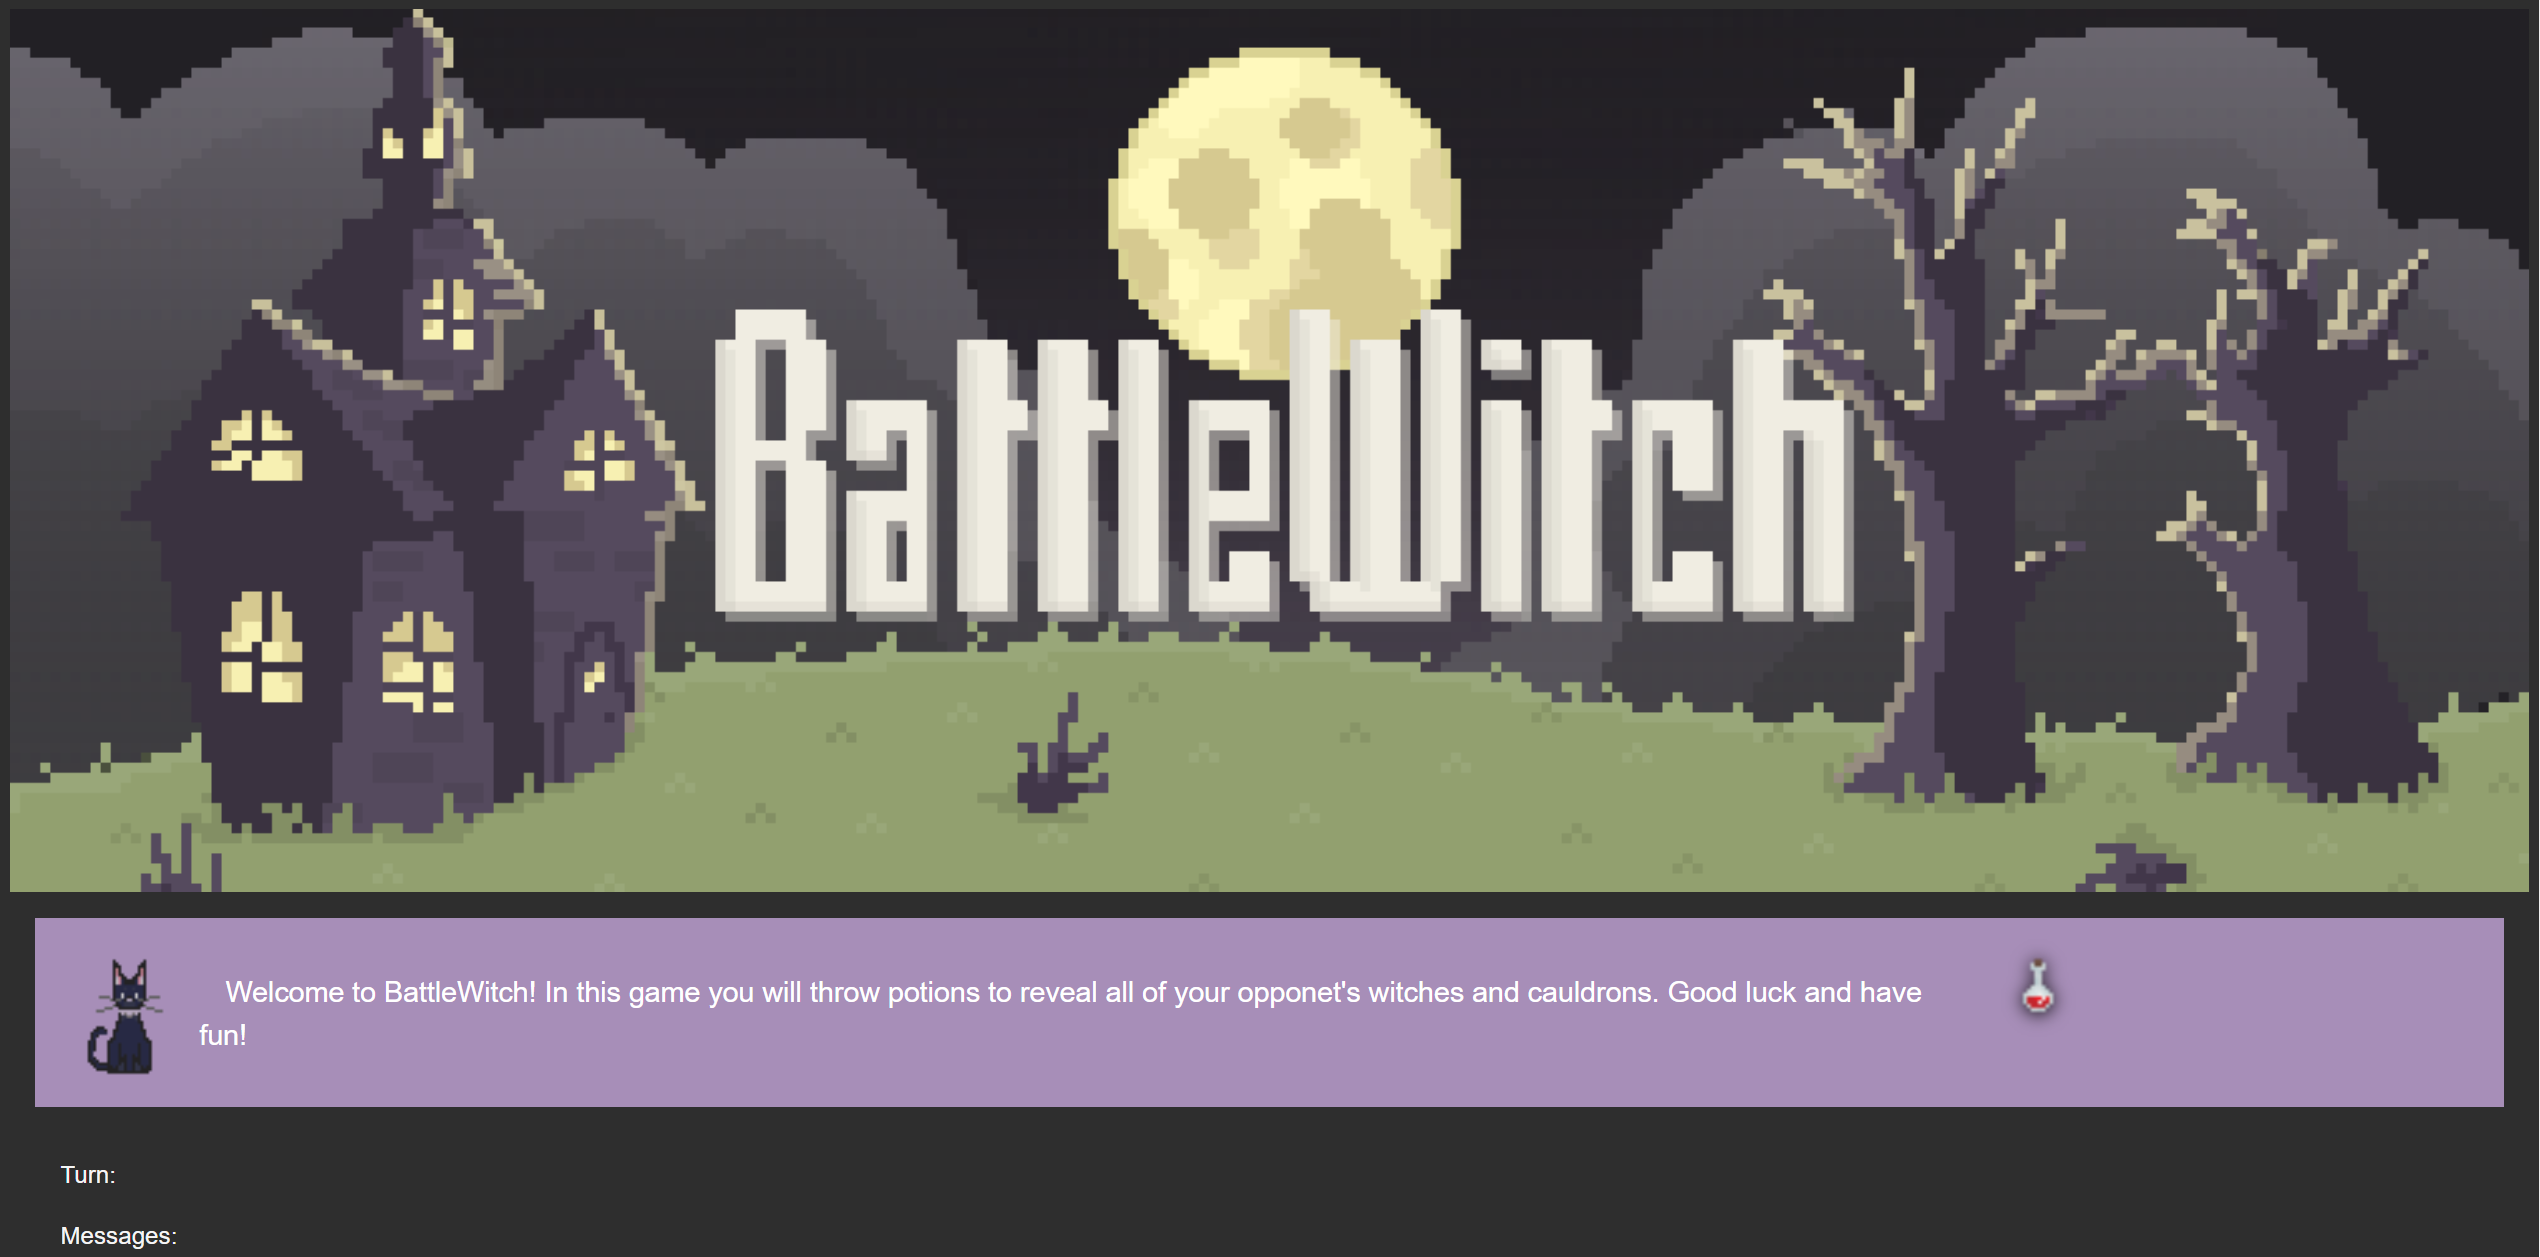 BattleWitch
Welcome to BattleWitch! In this game you will throw potions to reveal all of your opponet's witches and cauldrons. Good luck and have
fun!
Turn:
Messages: